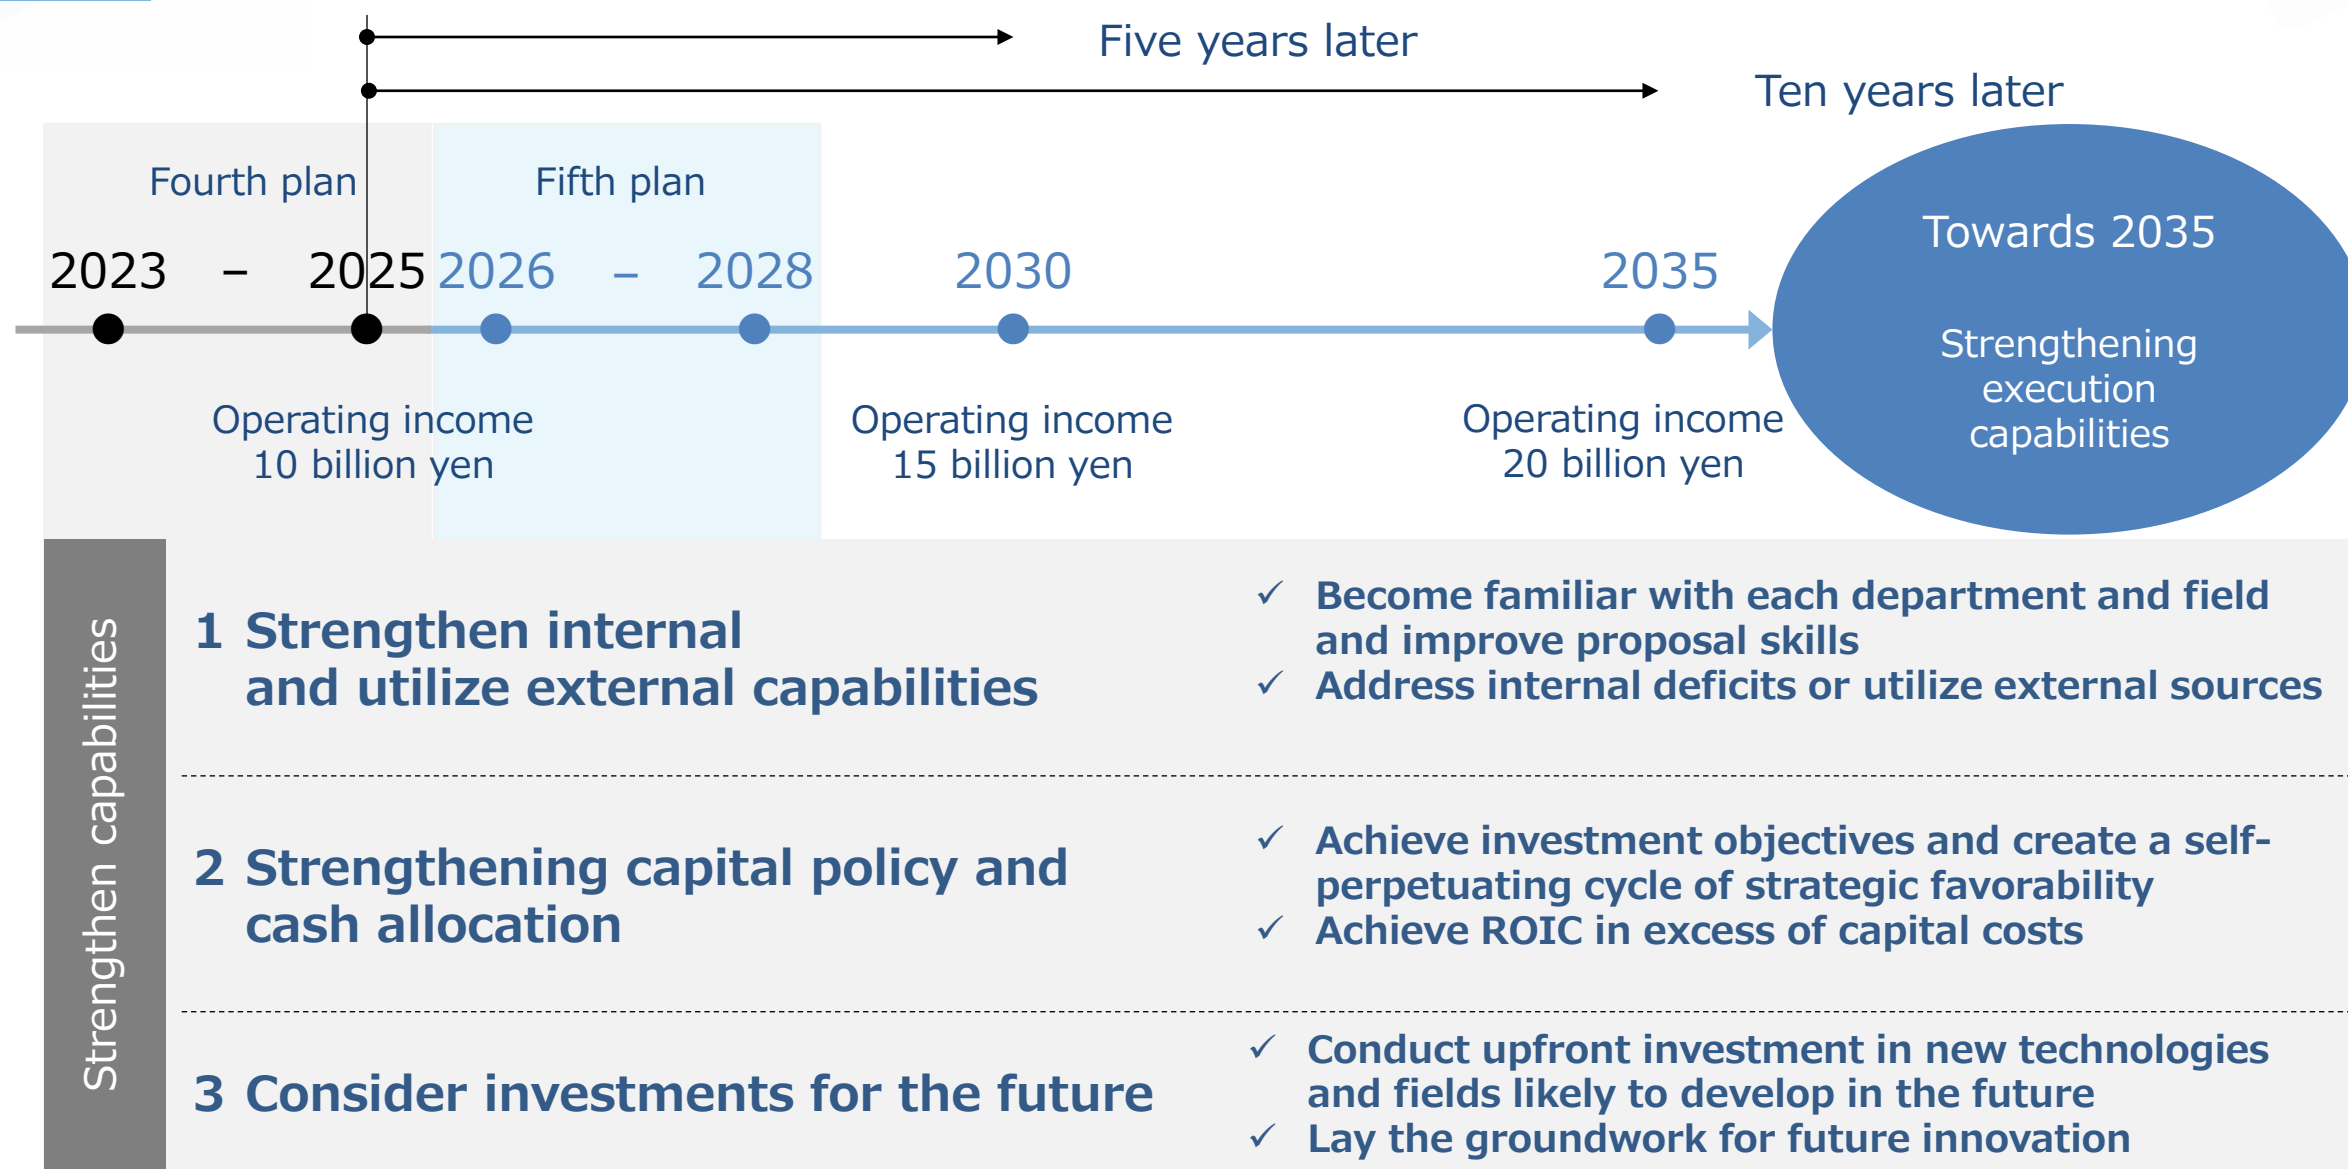 Five years later
Ten years later
Fourth plan
Fifth plan
2023 – 2025
2026 – 2028
2030
2035
Operating income
10 billion yen
Operating income
15 billion yen
Operating income
20 billion yen
Towards 2035
Strengthening
execution
capabilities
Strengthen capabilities
1 Strengthen internal
and utilize external capabilities
✓ Become familiar with each department and field
and improve proposal skills
✓ Address internal deficits or utilize external sources
2 Strengthening capital policy and
cash allocation
✓ Achieve investment objectives and create a self-
perpetuating cycle of strategic favorability
✓ Achieve ROIC in excess of capital costs
3 Consider investments for the future
✓ Conduct upfront investment in new technologies
and fields likely to develop in the future
✓ Lay the groundwork for future innovation